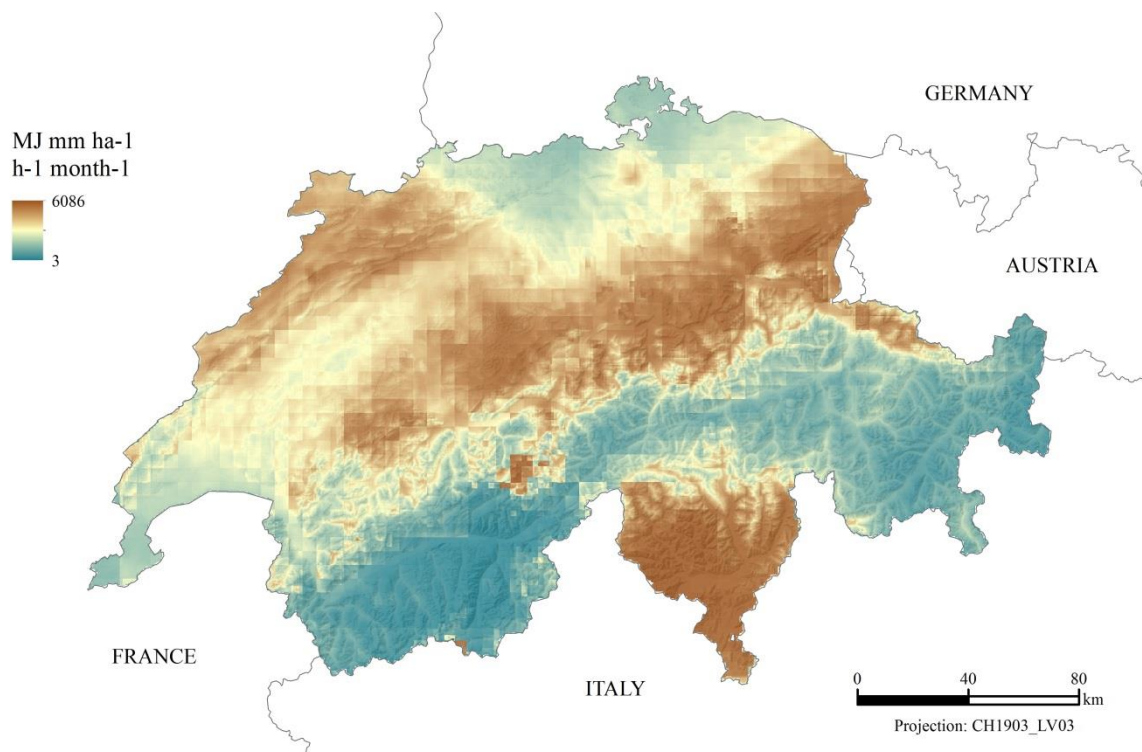 GERMANY
MJ mm ha-1
h-1 month-1
6086
3
AUSTRIA
FRANCE
ITALY
0 40 80
km
Projection: CH1903_LV03